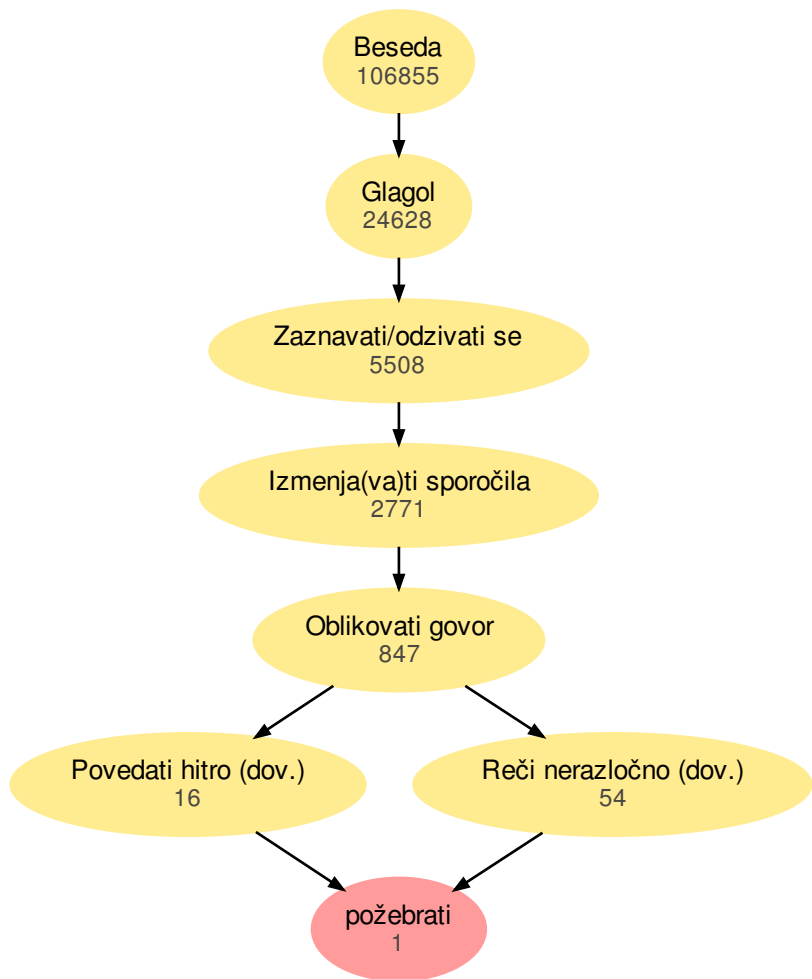 Beseda
106855
Glagol
24628
Zaznavati/odzivati se
5508
Izmenja(va)ti sporočila
2771
Oblikovati govor
847
Povedati hitro (dov.)
16
Reči nerazločno (dov.)
54
požebrati
1